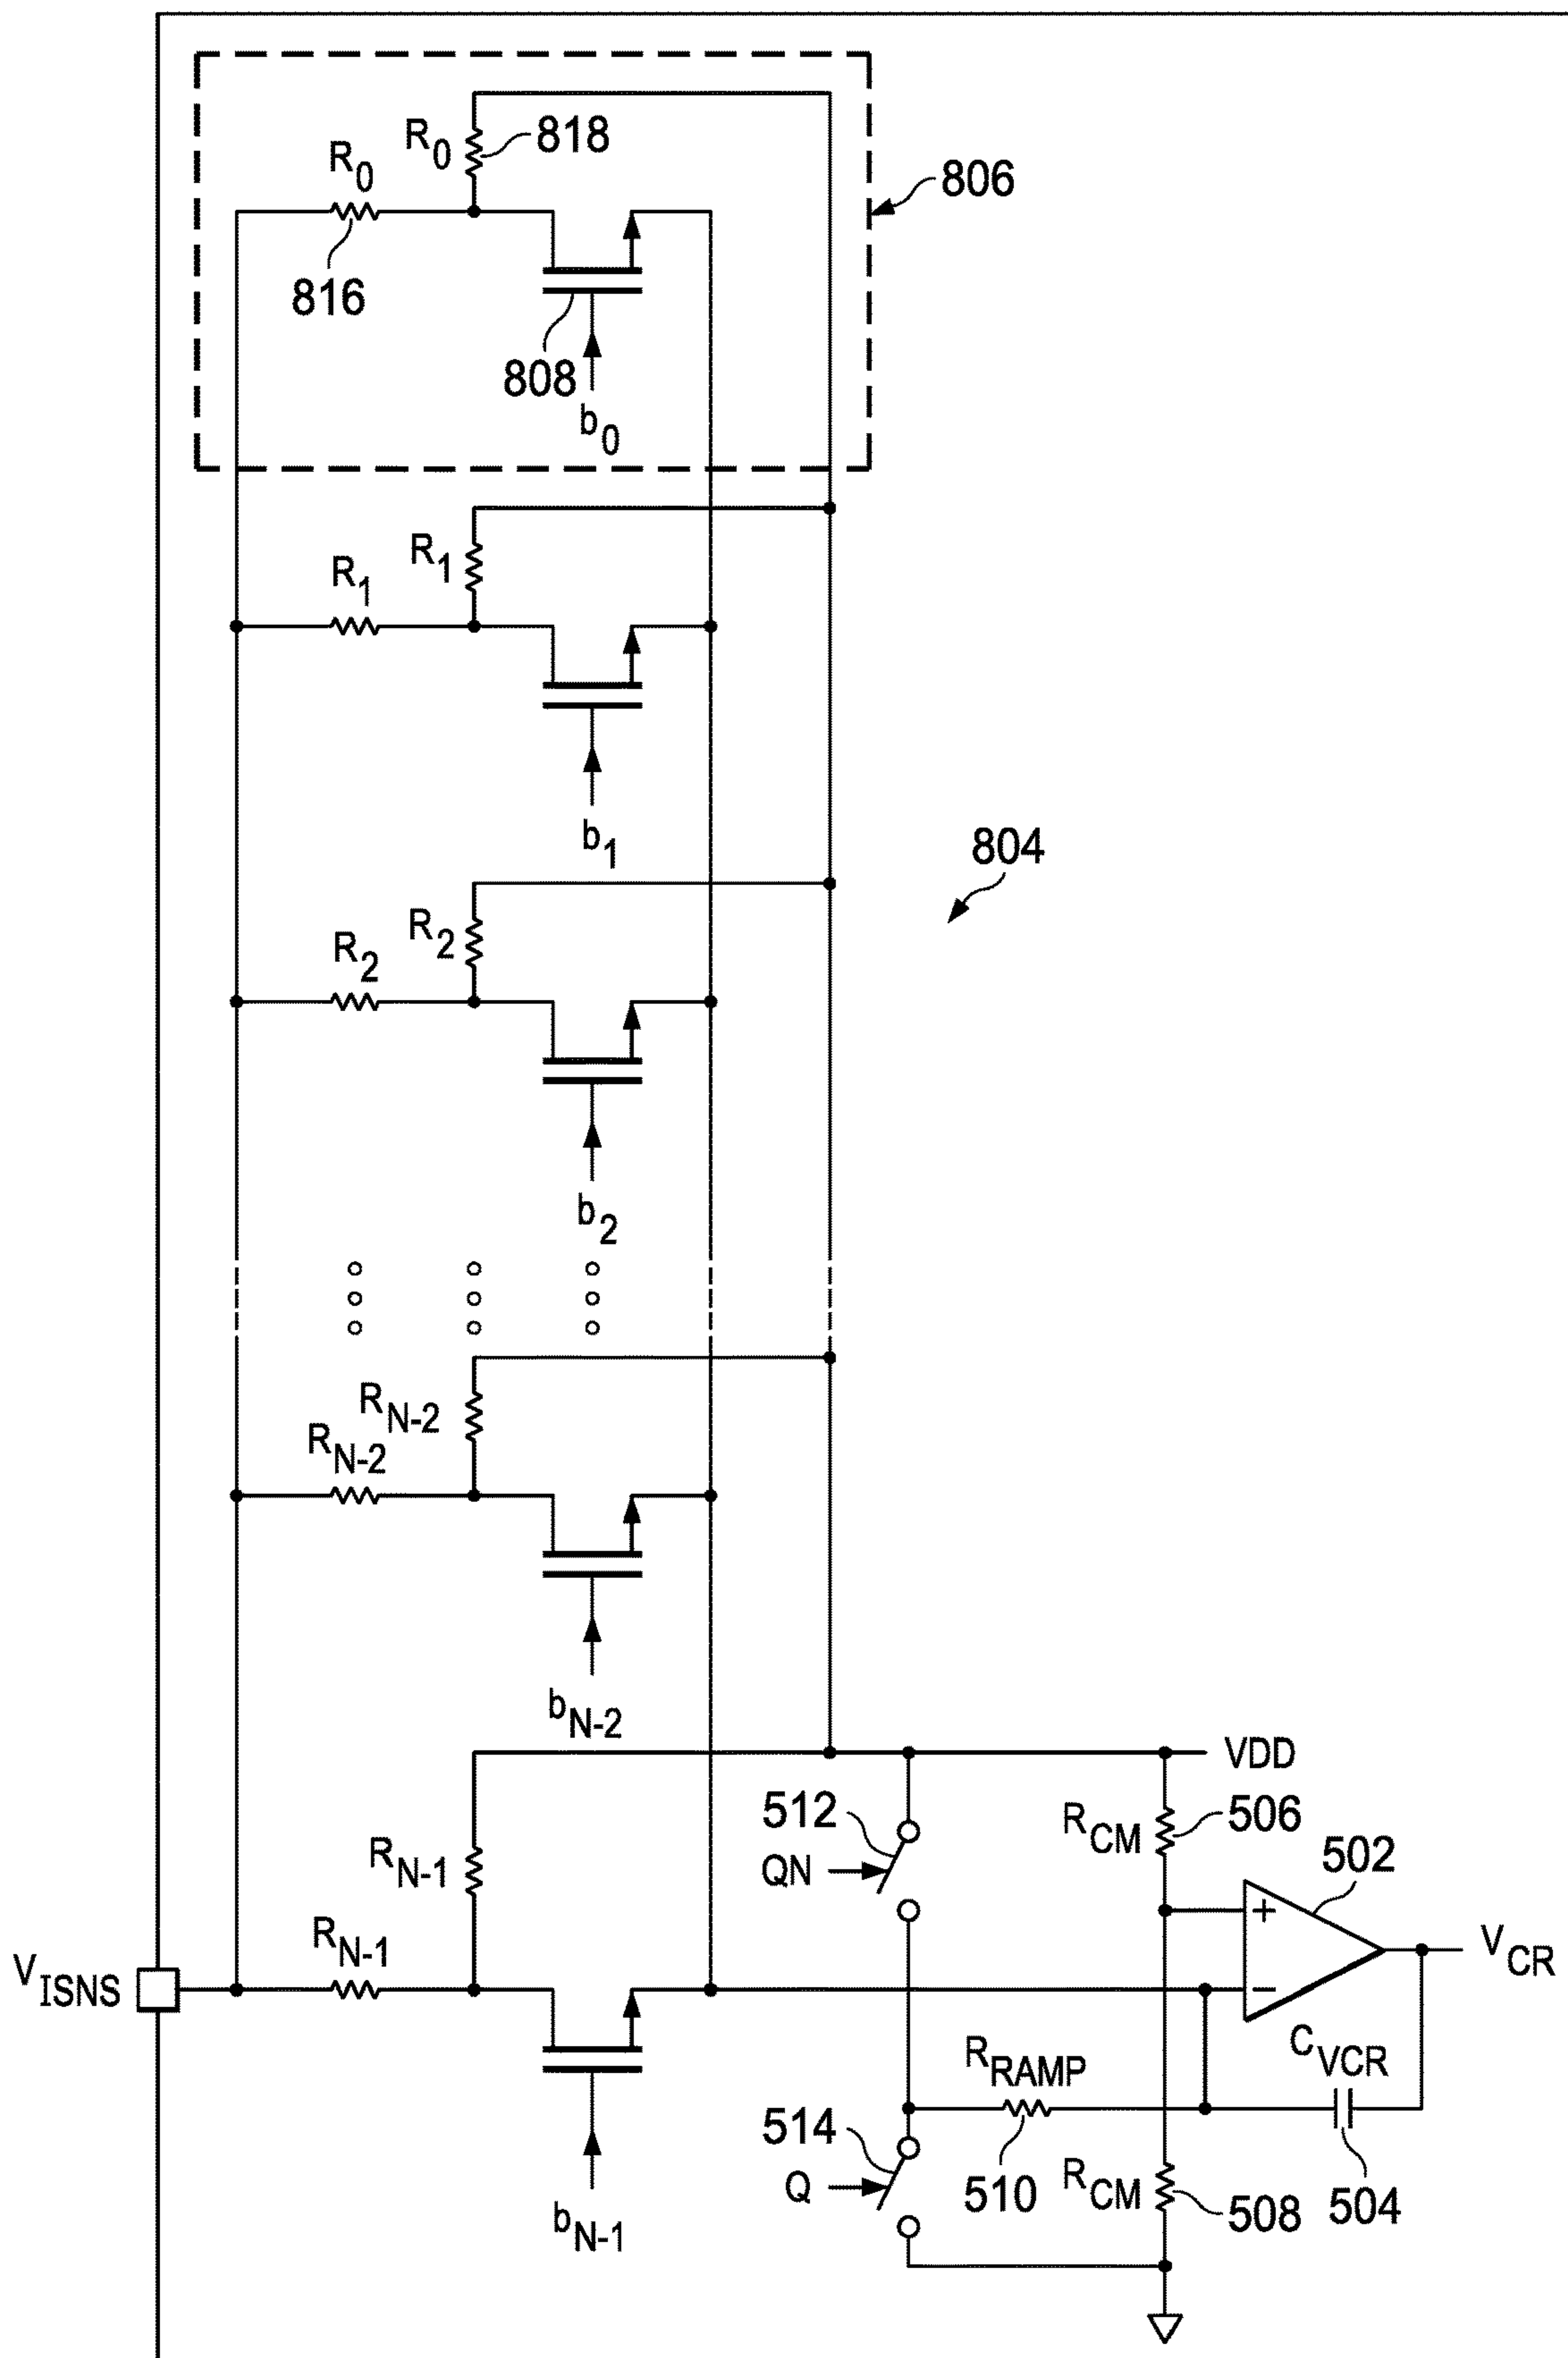 R0
818
R0
806
816
808
b0
R1
R1
b1
804
R2
R2
b2
RN-2
RN-2
bN-2
VDD
512
RCM
506
RN-1
QN
502
RN-1
+
VCR
VISNS
−
CVCR
RRAMP
514
Q
510
RCM
508
504
bN-1